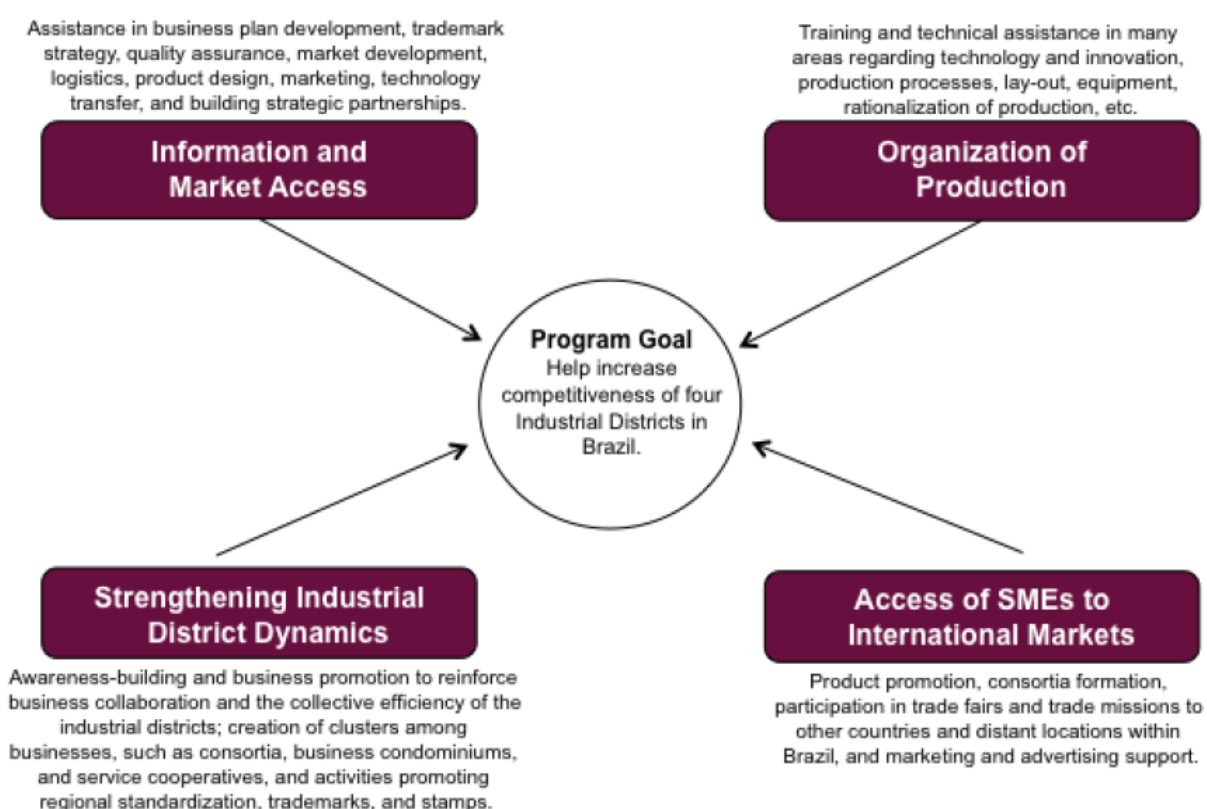 Assistance in business plan development, trademark
strategy, quality assurance, market development,
logistics, product design, marketing, technology
transfer, and building strategic partnerships.
Information and
Market Access
Training and technical assistance in many
areas regarding technology and innovation,
production processes, lay-out, equipment,
rationalization of production, etc.
Organization of
Production
Program Goal
Help increase
competitiveness of four
Industrial Districts in
Brazil.
Strengthening Industrial
District Dynamics
Awareness-building and business promotion to reinforce
business collaboration and the collective efficiency of the
industrial districts; creation of clusters among
businesses, such as consortia, business condominiums,
and service cooperatives, and activities promoting
regional standardization, trademarks, and stamps.
Access of SMEs to
International Markets
Product promotion, consortia formation,
participation in trade fairs and trade missions to
other countries and distant locations within
Brazil, and marketing and advertising support.